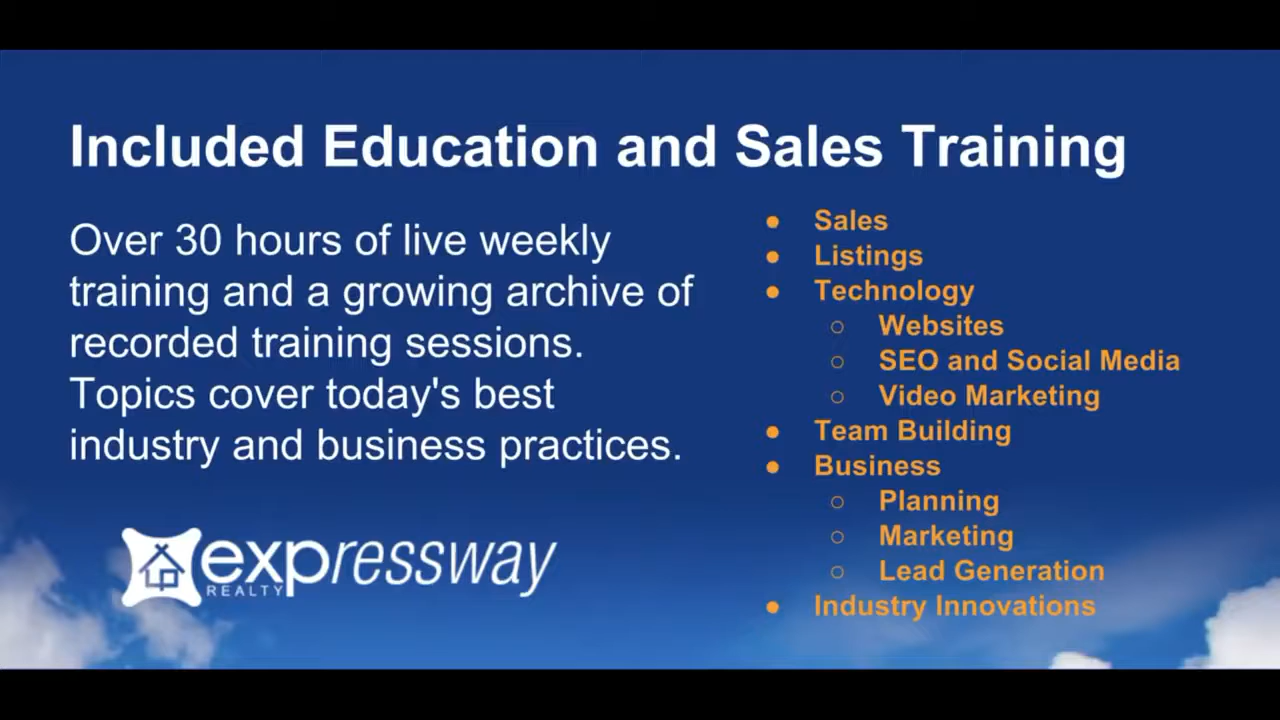 Included Education and Sales Training
Over 30 hours of live weekly
training and a growing archive of
recorded training sessions.
Topics cover today's best
industry and business practices.
● Sales
● Listings
● Technology
○ Websites
○ SEO and Social Media
○ Video Marketing
● Team Building
● Business
○ Planning
○ Marketing
○ Lead Generation
● Industry Innovations
expressway
REALTY